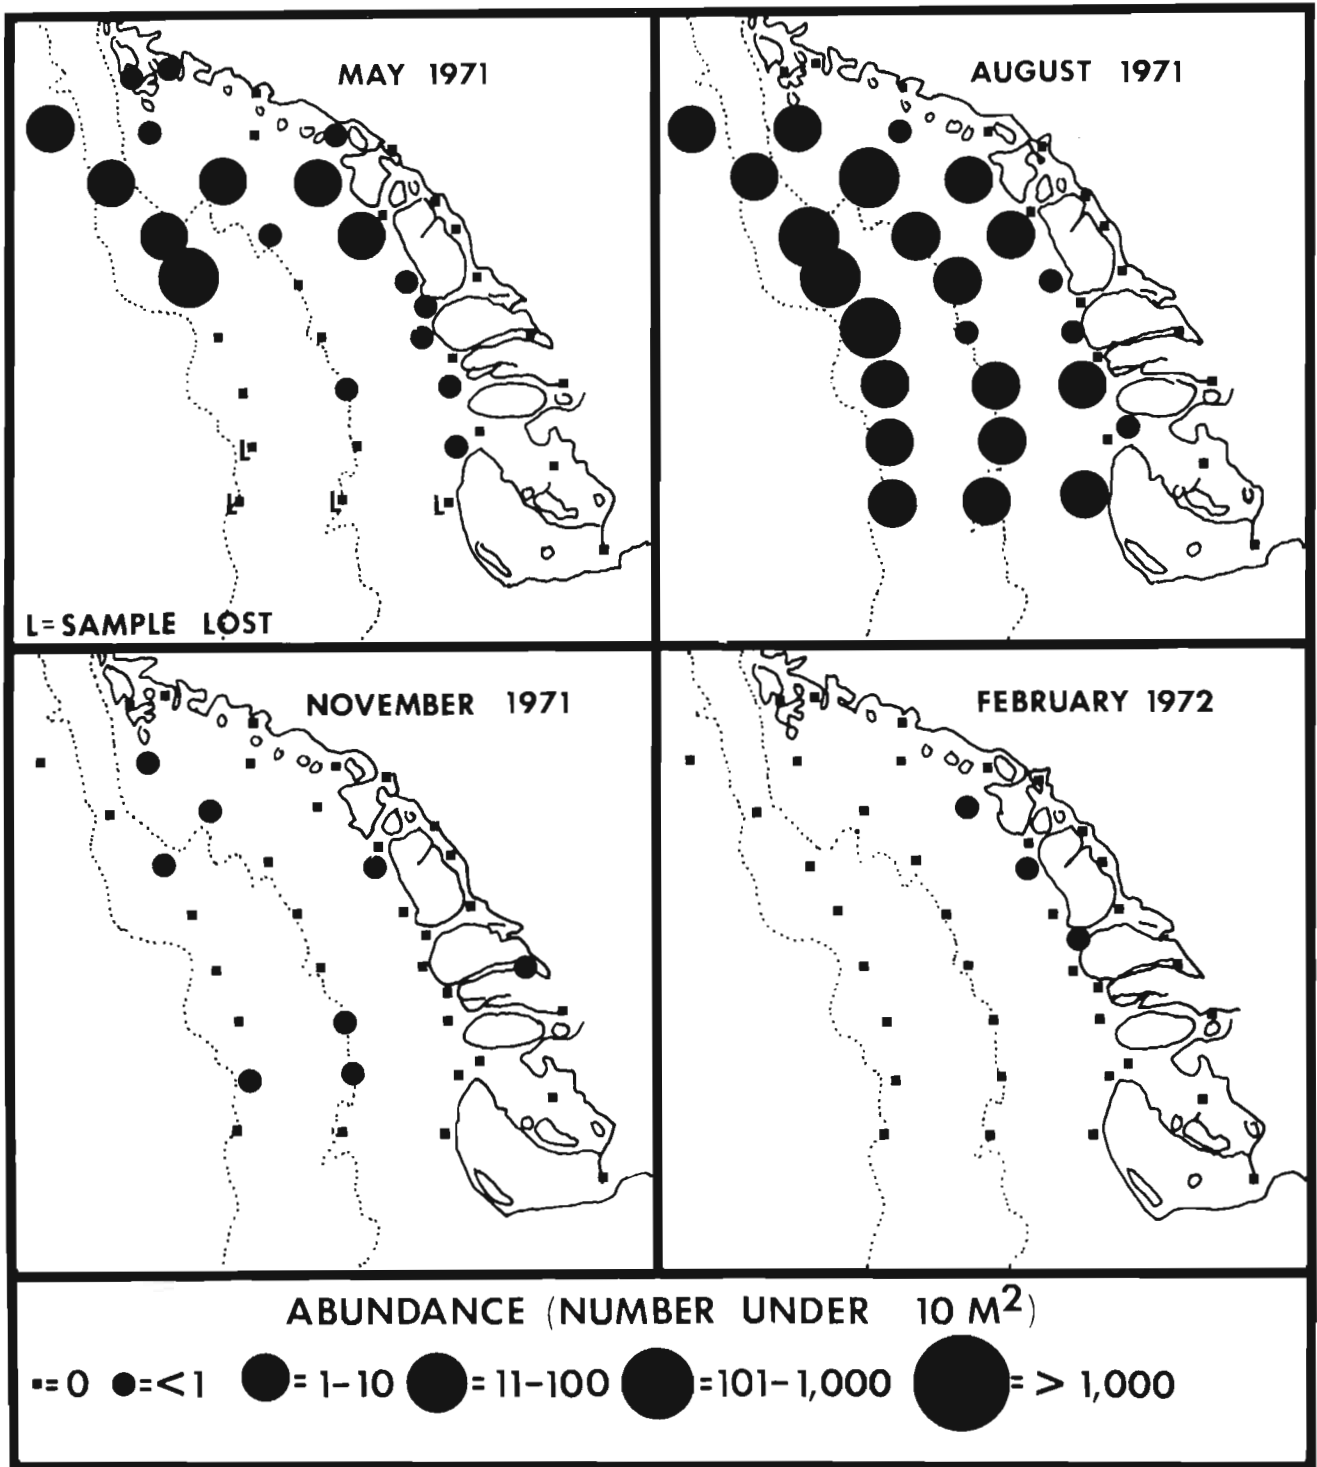 MAY 1971
L
L
L
L
L=SAMPLE LOST
AUGUST 1971
NOVEMBER 1971
FEBRUARY 1972
ABUNDANCE (NUMBER UNDER 10 M²)
=0 =<1 =1-10 =11-100 =101-1,000 => 1,000